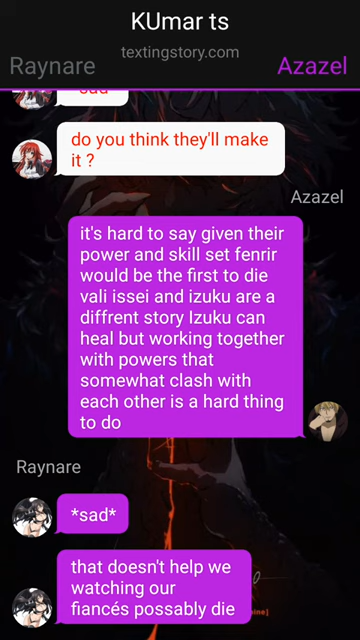 KUmar ts
textingstory.com
Raynare
Azazel
*sad*
do you think they'll make
it ?
Azazel
it's hard to say given their
power and skill set fenrir
would be the first to die
vali issei and izuku are a
diffrent story Izuku can
heal but working together
with powers that
somewhat clash with
each other is a hard thing
to do
Raynare
*sad*
that doesn't help we
watching our
fiancés possably die